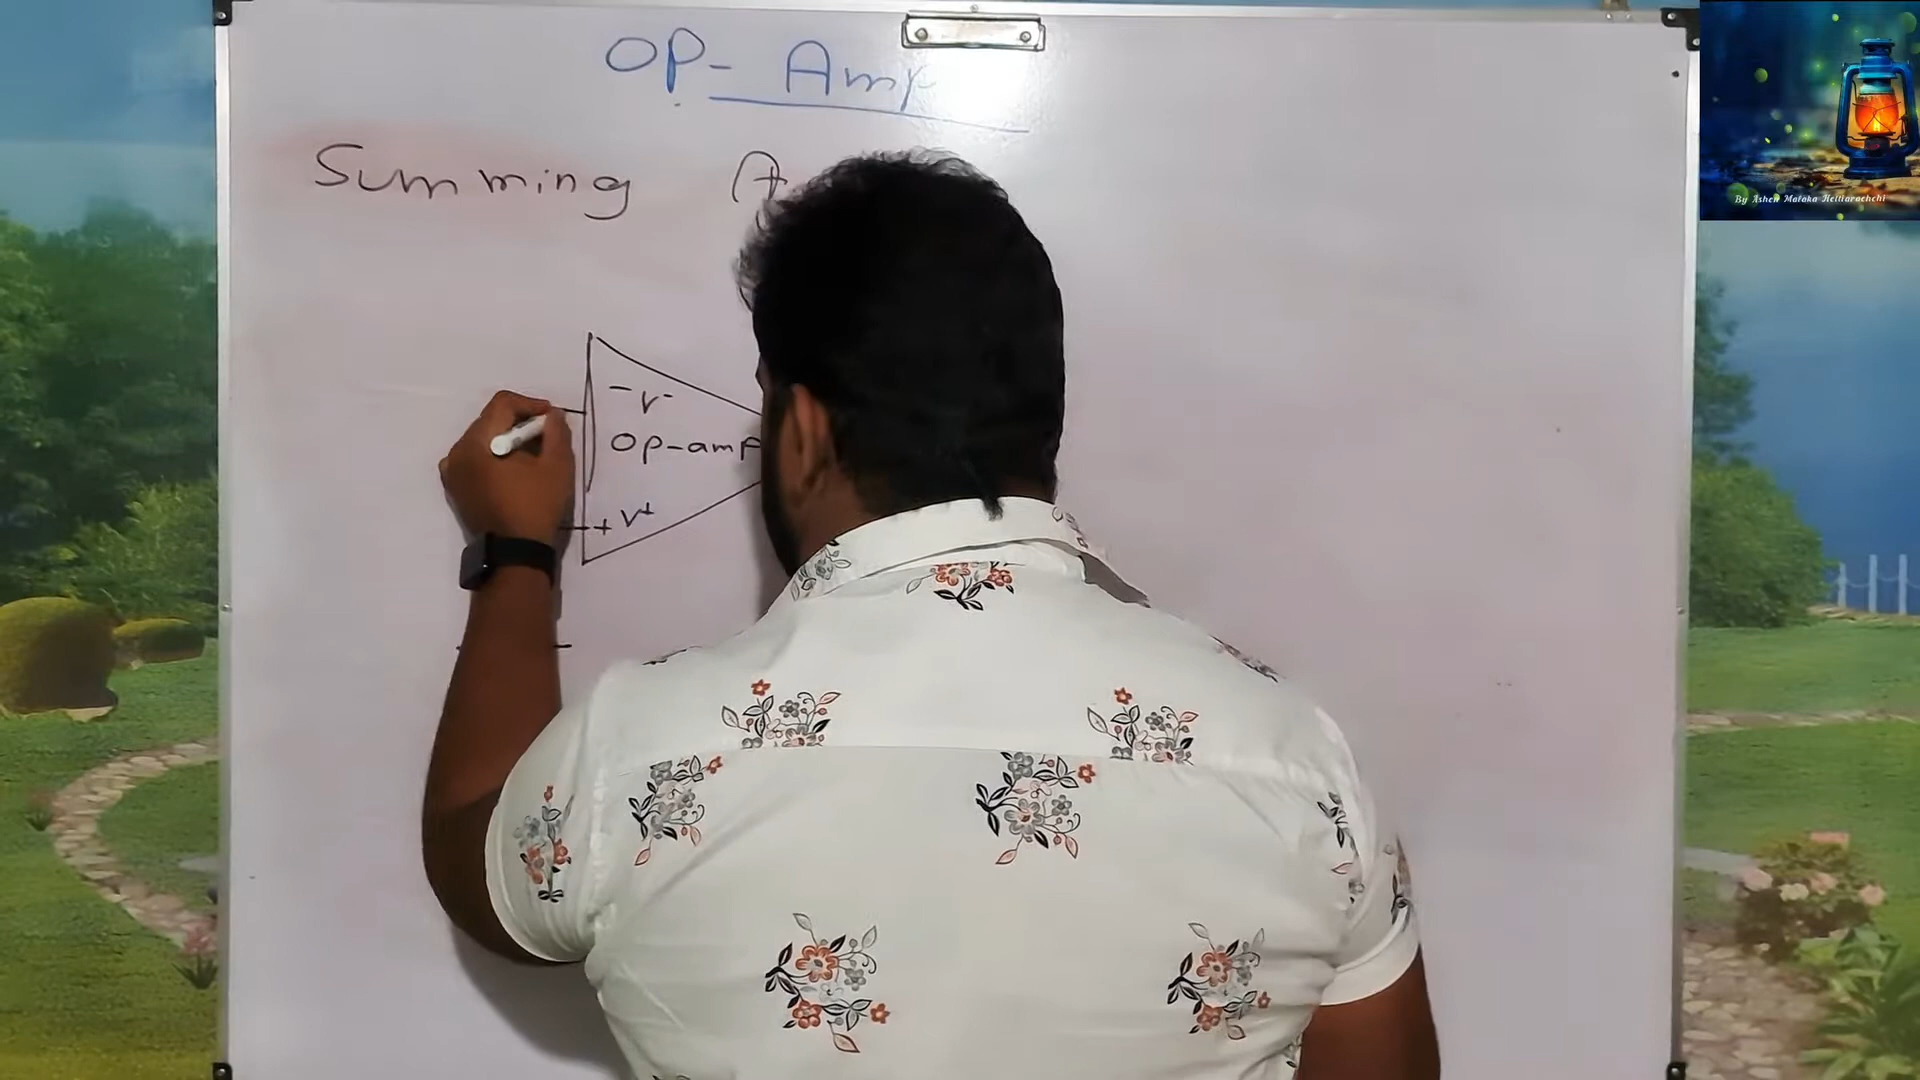 OP- Amp
Summing A
- V-
Op-amp
+ V+
By Ashen Malaka Hettiarachchi